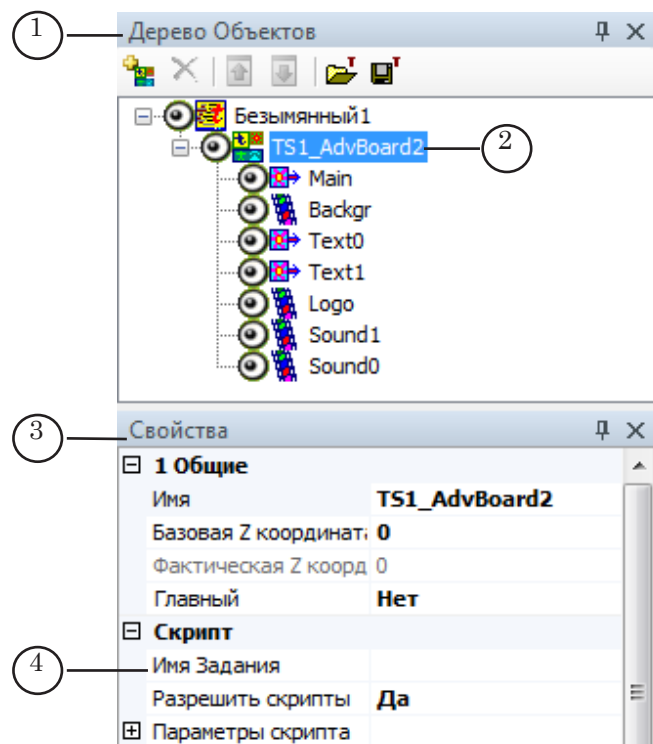 1
Дерево Объектов
Безымянный1
TS1_AdvBoard2
2
Main
Backgr
Text0
Text1
Logo
Sound1
Sound0
3
Свойства
1 Общие
Имя TS1_AdvBoard2
Базовая Z координат 0
Фактическая Z коорд 0
Главный Нет
Скрипт
4
Имя Задания
Разрешить скрипты Да
Параметры скрипта